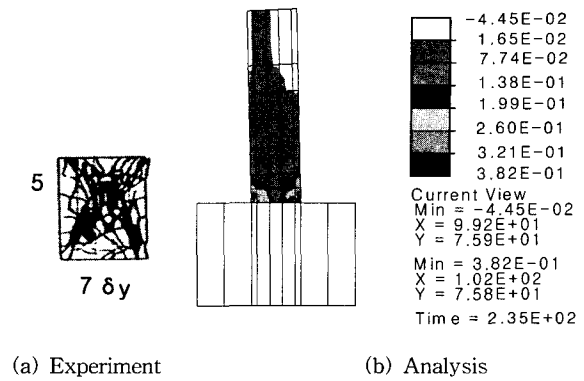 -4.45E-02
1.65E-02
7.74E-02
1.38E-01
1.99E-01
2.60E-01
3.21E-01
3.82E-01
5
7 δy
Current View
Min = -4.45E-02
X = 9.92E+01
Y = 7.59E+01
Min = 3.82E-01
X = 1.02E+02
Y = 7.58E+01
Time = 2.35E+02
(a) Experiment
(b) Analysis